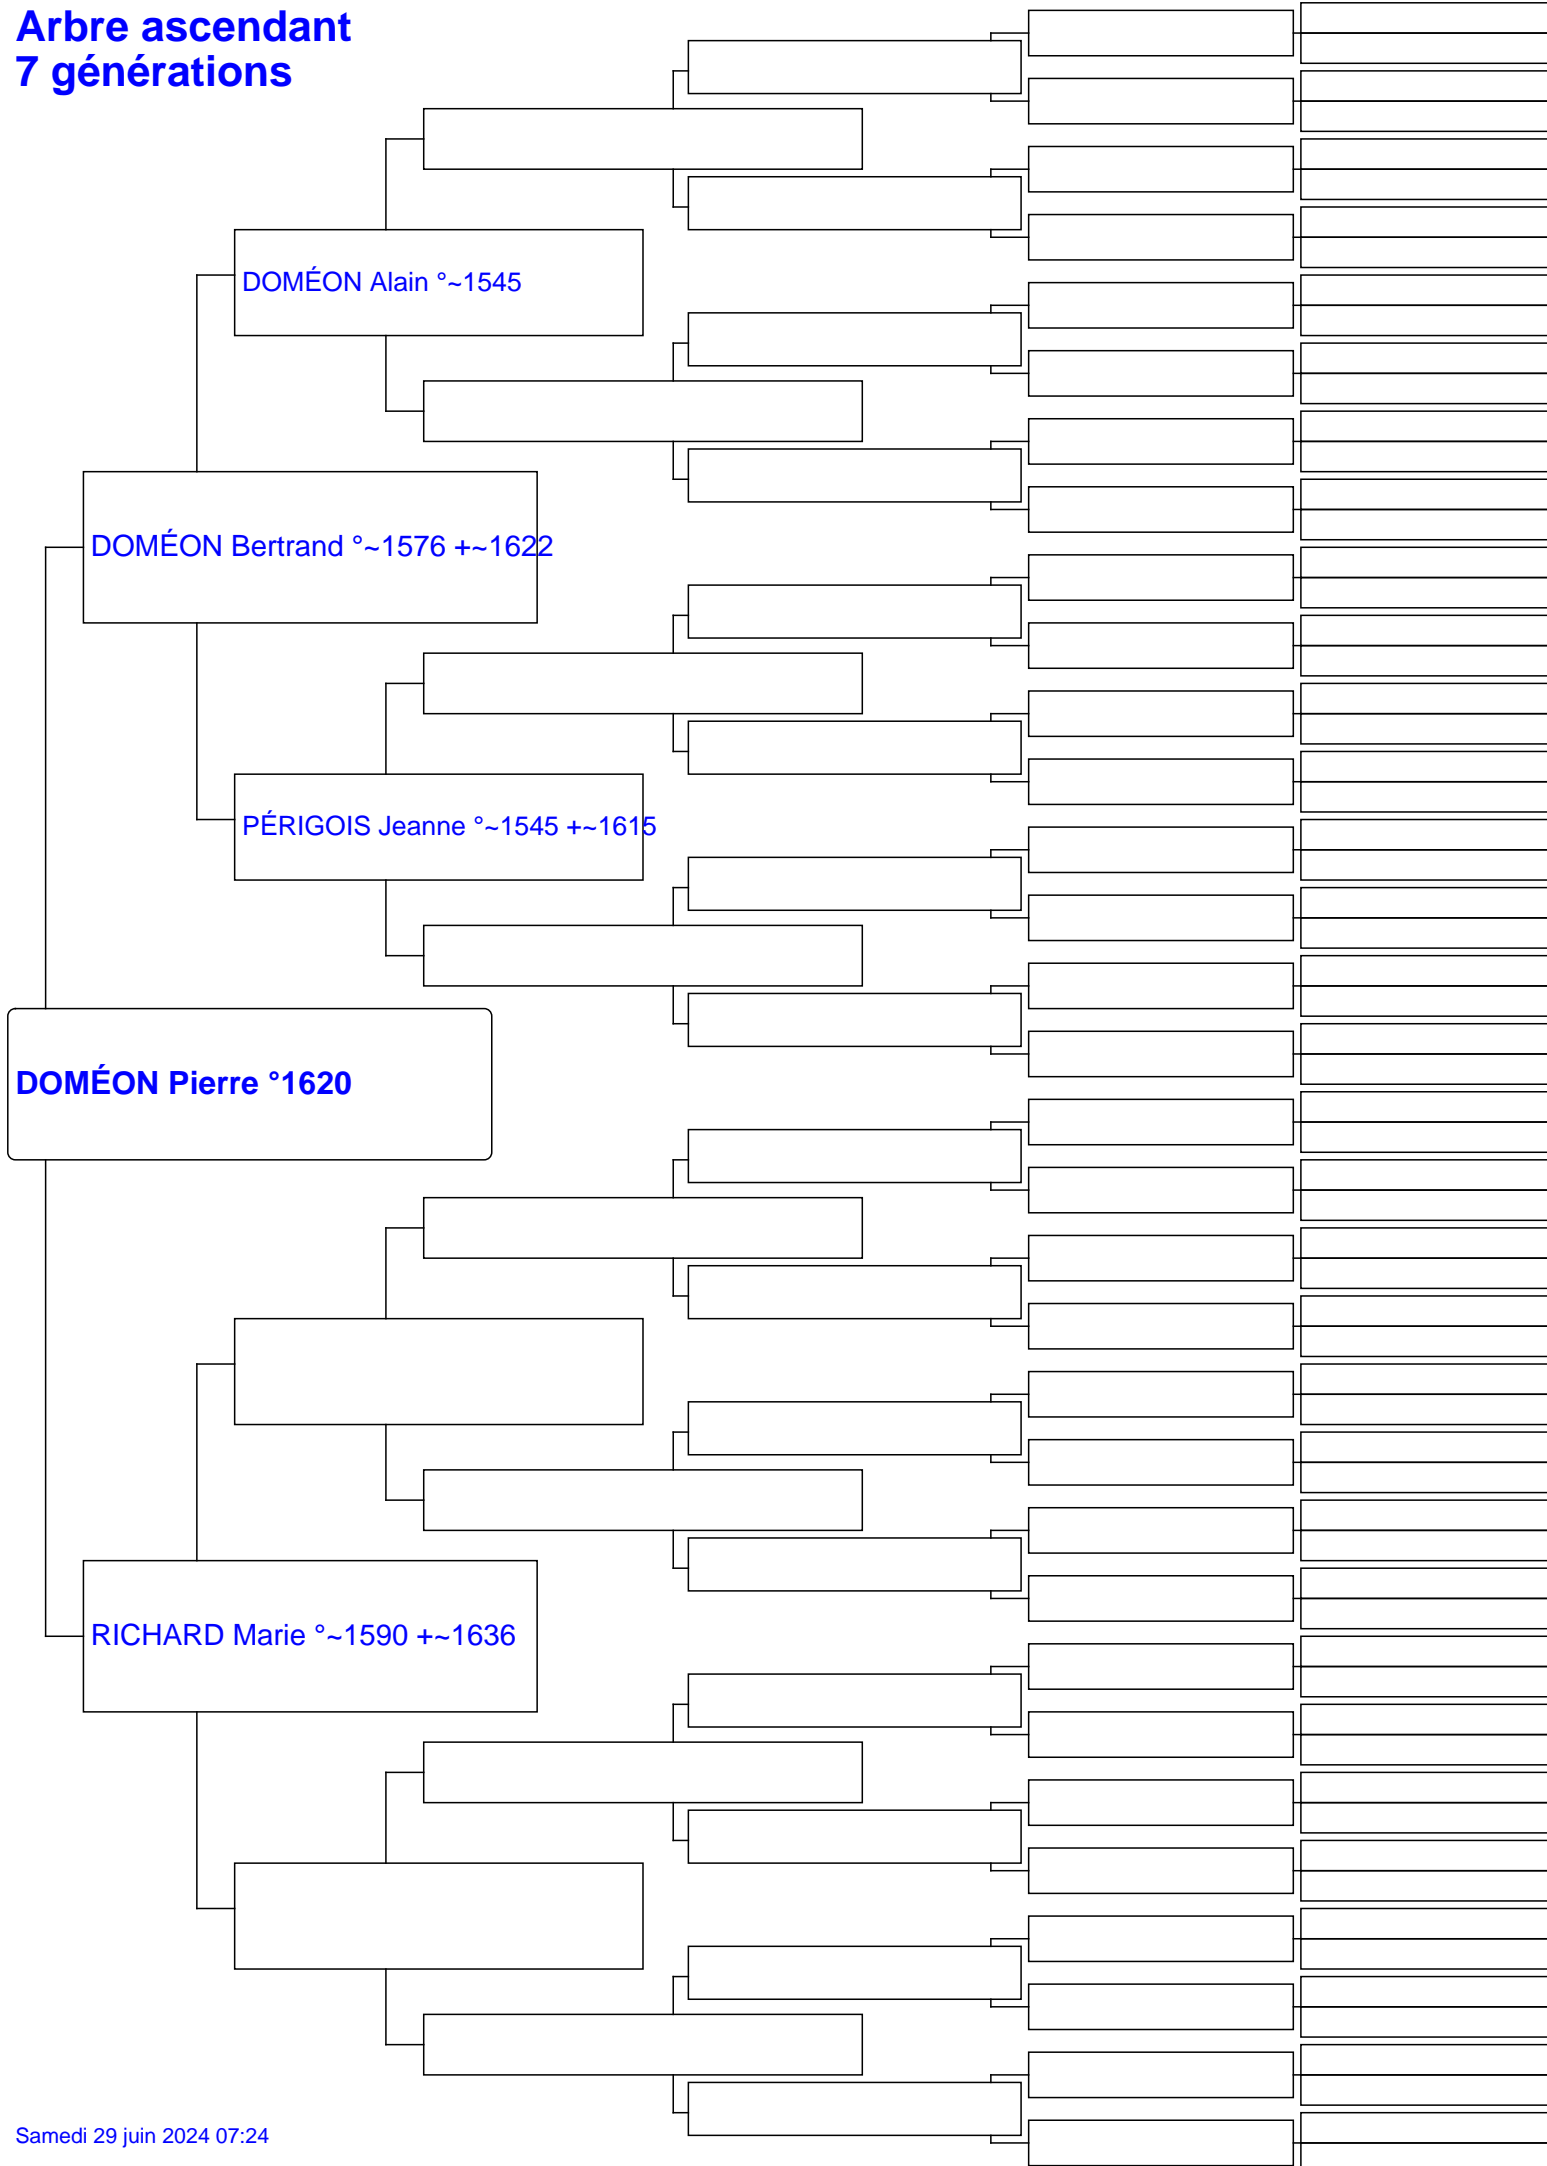 Arbre ascendant
7 générations
DOMÉON Alain °~1545
DOMÉON Bertrand °~1576 +~1622
PÉRIGOIS Jeanne °~1545 +~1615
DOMÉON Pierre °1620
RICHARD Marie °~1590 +~1636
Samedi 29 juin 2024 07:24